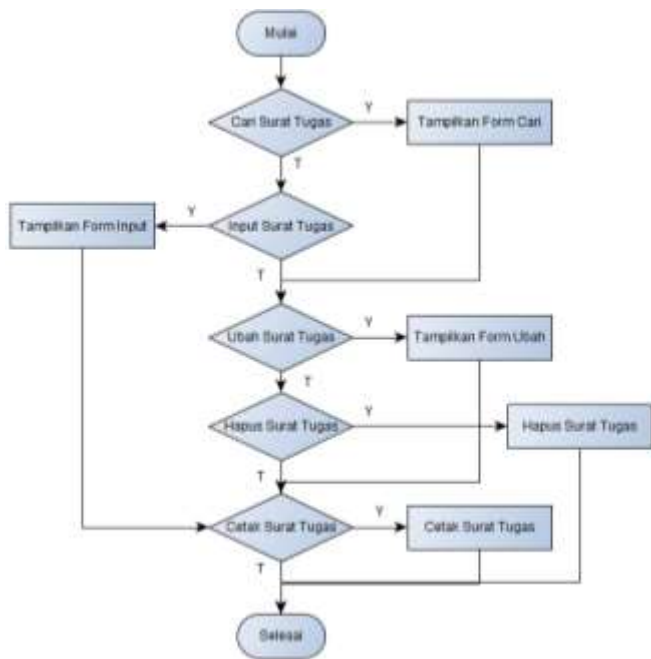 Mulai
Cari Surat Tugas
Y
Tampilkan Form Cari
T
Tampilkan Form Input
Y
Input Surat Tugas
T
Ubah Surat Tugas
Y
Tampilkan Form Ubah
T
Hapus Surat Tugas
Y
Hapus Surat Tugas
T
Cetak Surat Tugas
Y
Cetak Surat Tugas
T
Selesai